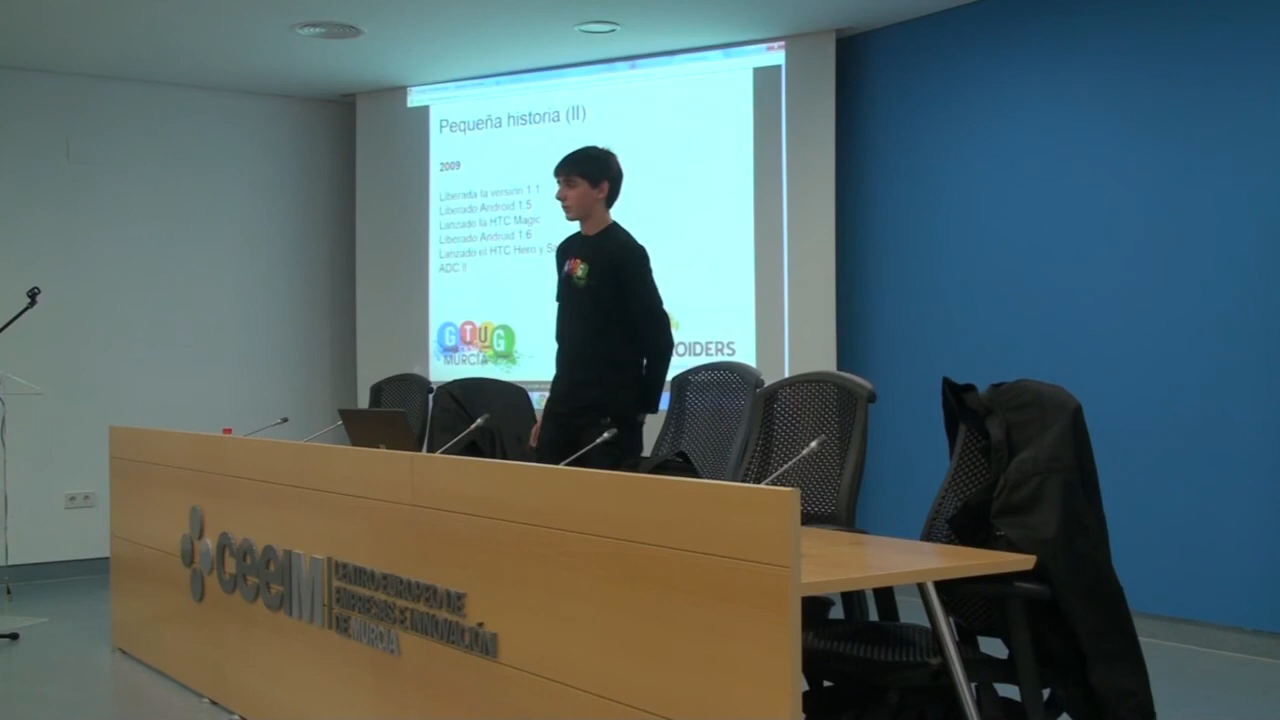 Pequeña historia (II)
2009
Liberada la versión 1.1
Liberado Android 1.5
Lanzado la HTC Magic
Liberado Android 1.6
Lanzado el HTC Hero y
ADC II
GTUG
MURCIA
OIDERS
ceeIM
CENTRO EUROPEO DE
EMPRESAS E INNOVACIÓN
DE MURCIA